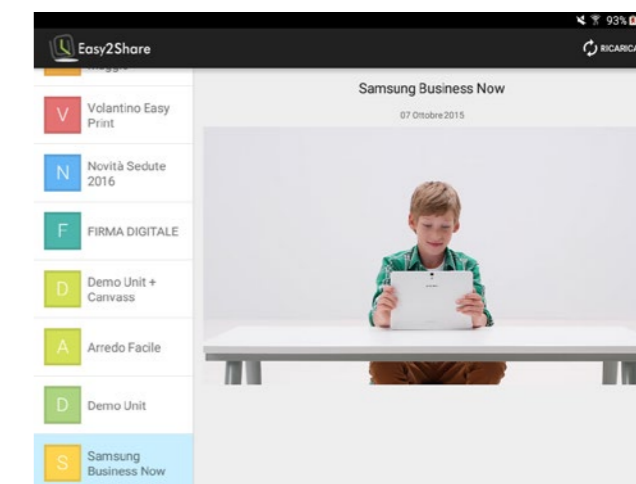 93%
Easy2Share
RICARICA
Maggio
V
Volantino Easy
Print
N
Novità Sedute
2016
F
FIRMA DIGITALE
D
Demo Unit +
Canvass
A
Arredo Facile
D
Demo Unit
S
Samsung
Business Now
Samsung Business Now
07 Ottobre 2015